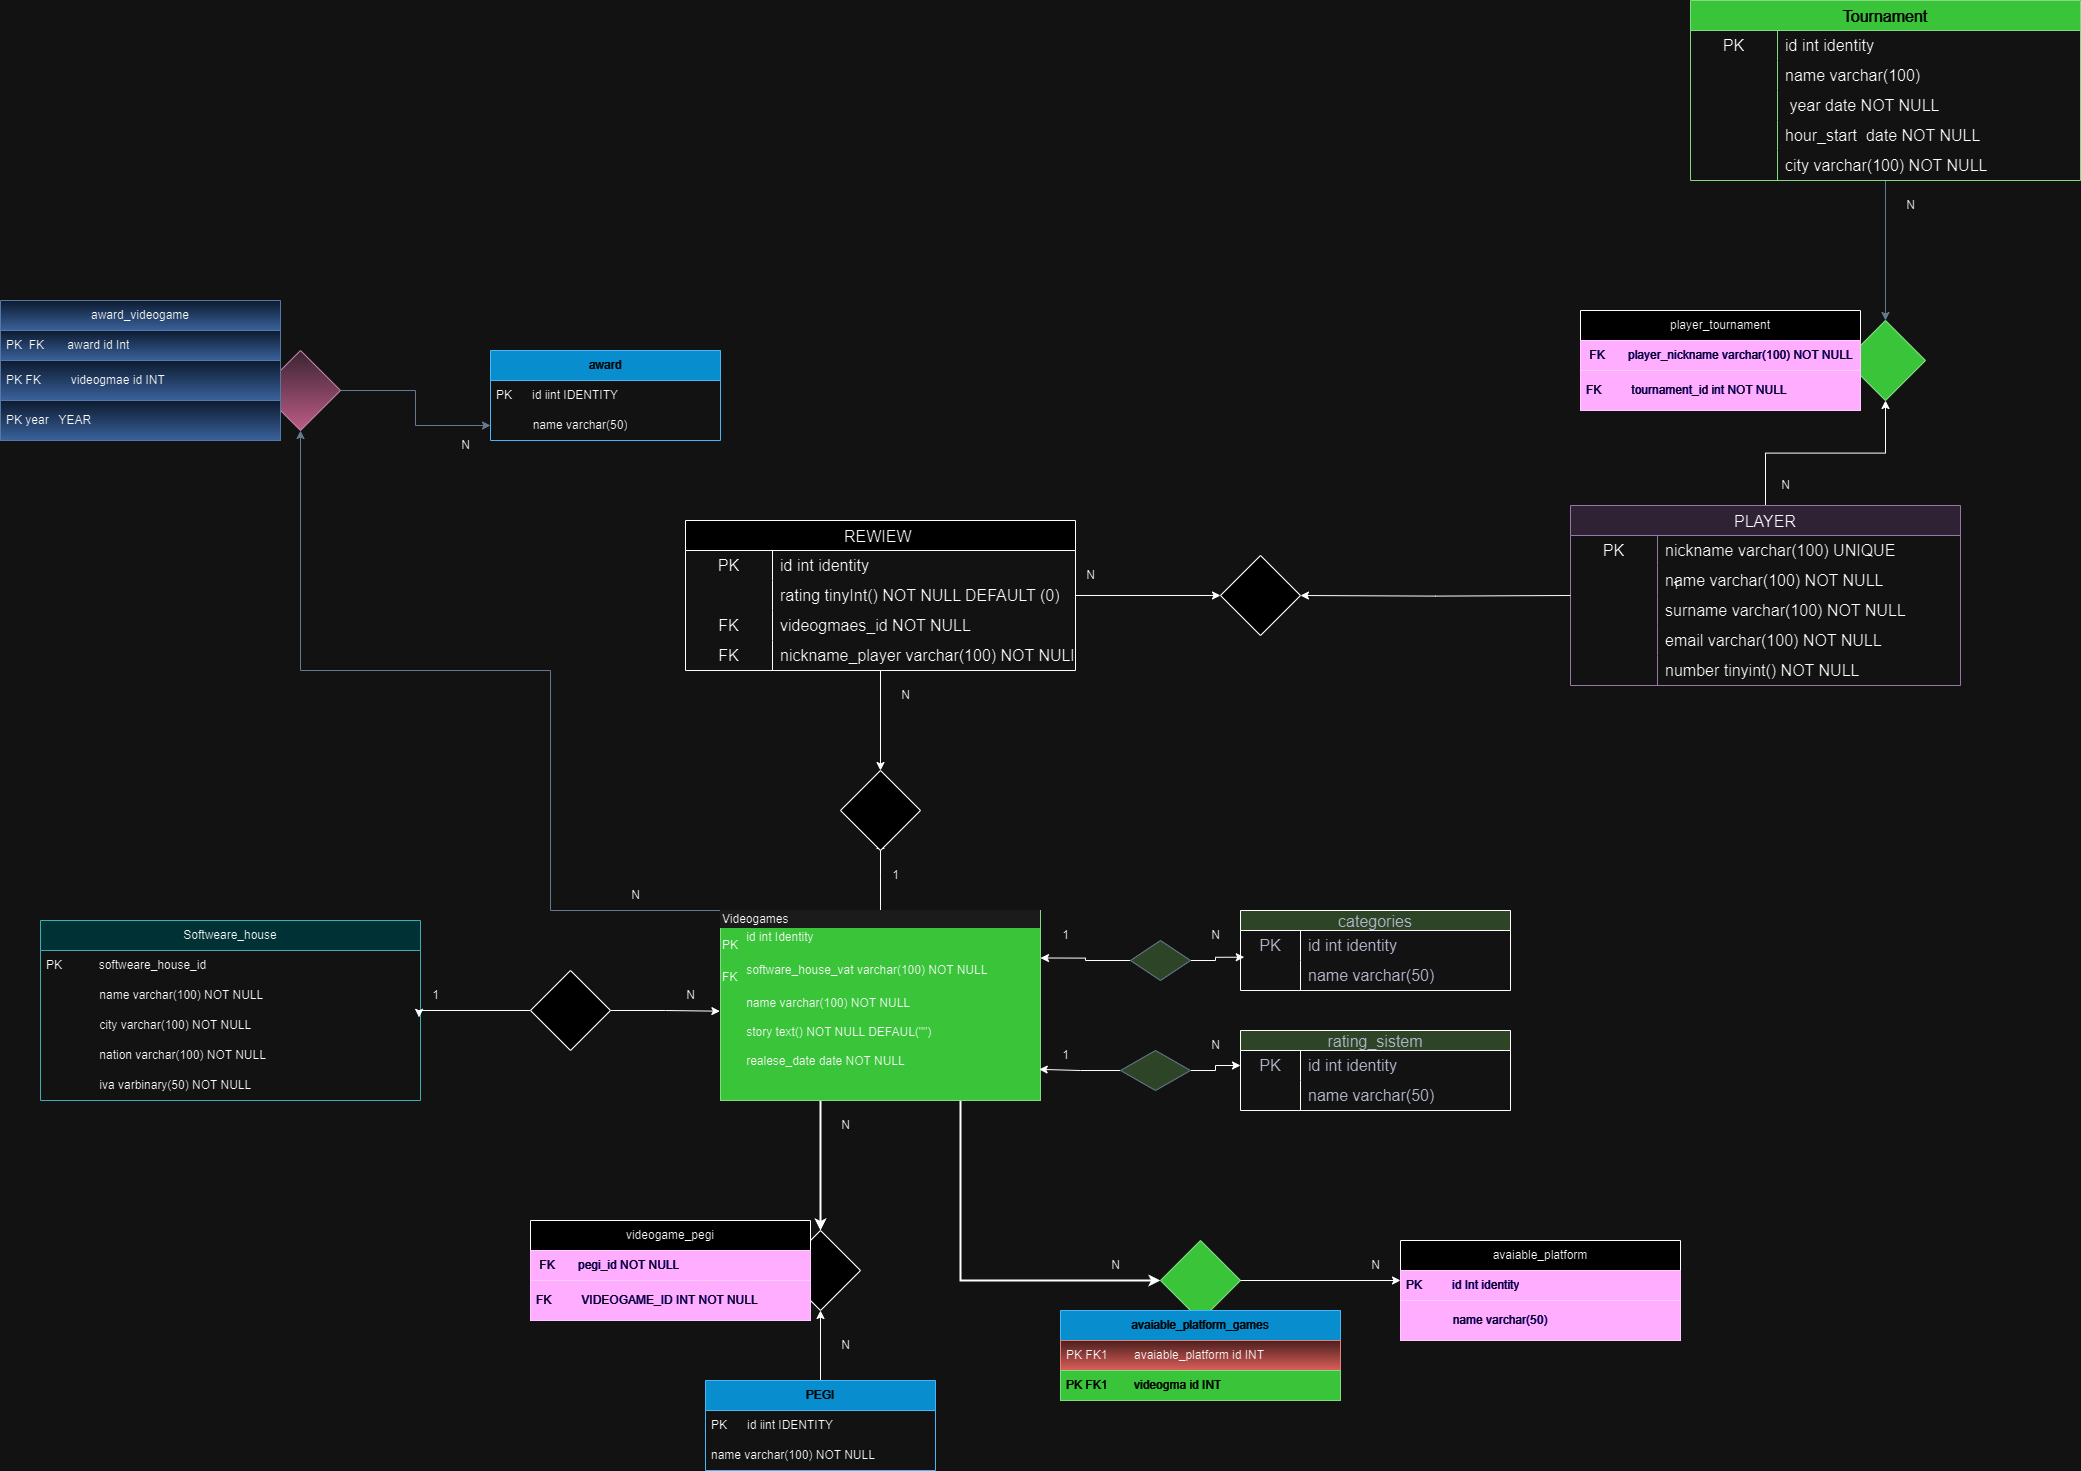 Tournament
PK id int identity
name varchar(100)
year date NOT NULL
hour_start date NOT NULL
city varchar(100) NOT NULL
N
award_videogame
PK FK award id Int
PK FK videogmae id INT
PK year YEAR
award
PK id iint IDENTITY
name varchar(50)
N
player_tournament
FK player_nickname varchar(100) NOT NULL
FK tournament_id int NOT NULL
N
PLAYER
PK nickname varchar(100) UNIQUE
name varchar(100) NOT NULL
surname varchar(100) NOT NULL
email varchar(100) NOT NULL
number tinyint() NOT NULL
REWIEW
PK id int identity
rating tinyInt() NOT NULL DEFAULT (0)
FK videogmaes_id NOT NULL
FK nickname_player varchar(100) NOT NULL
N
N
1
N
Softweare_house
PK softweare_house_id
name varchar(100) NOT NULL
city varchar(100) NOT NULL
nation varchar(100) NOT NULL
iva varbinary(50) NOT NULL
1
N
Videogames
PK id int Identity
FK software_house_vat varchar(100) NOT NULL
name varchar(100) NOT NULL
story text() NOT NULL DEFAUL("")
realese_date date NOT NULL
1
N
categories
PK id int identity
name varchar(50)
1
N
rating_sistem
PK id int identity
name varchar(50)
N
videogame_pegi
FK pegi_id NOT NULL
FK VIDEOGAME_ID INT NOT NULL
N
PEGI
PK id iint IDENTITY
name varchar(100) NOT NULL
N
N
avaiable_platform
PK id Int identity
name varchar(50)
avaiable_platform_games
PK FK1 avaiable_platform id INT
PK FK1 videogma id INT